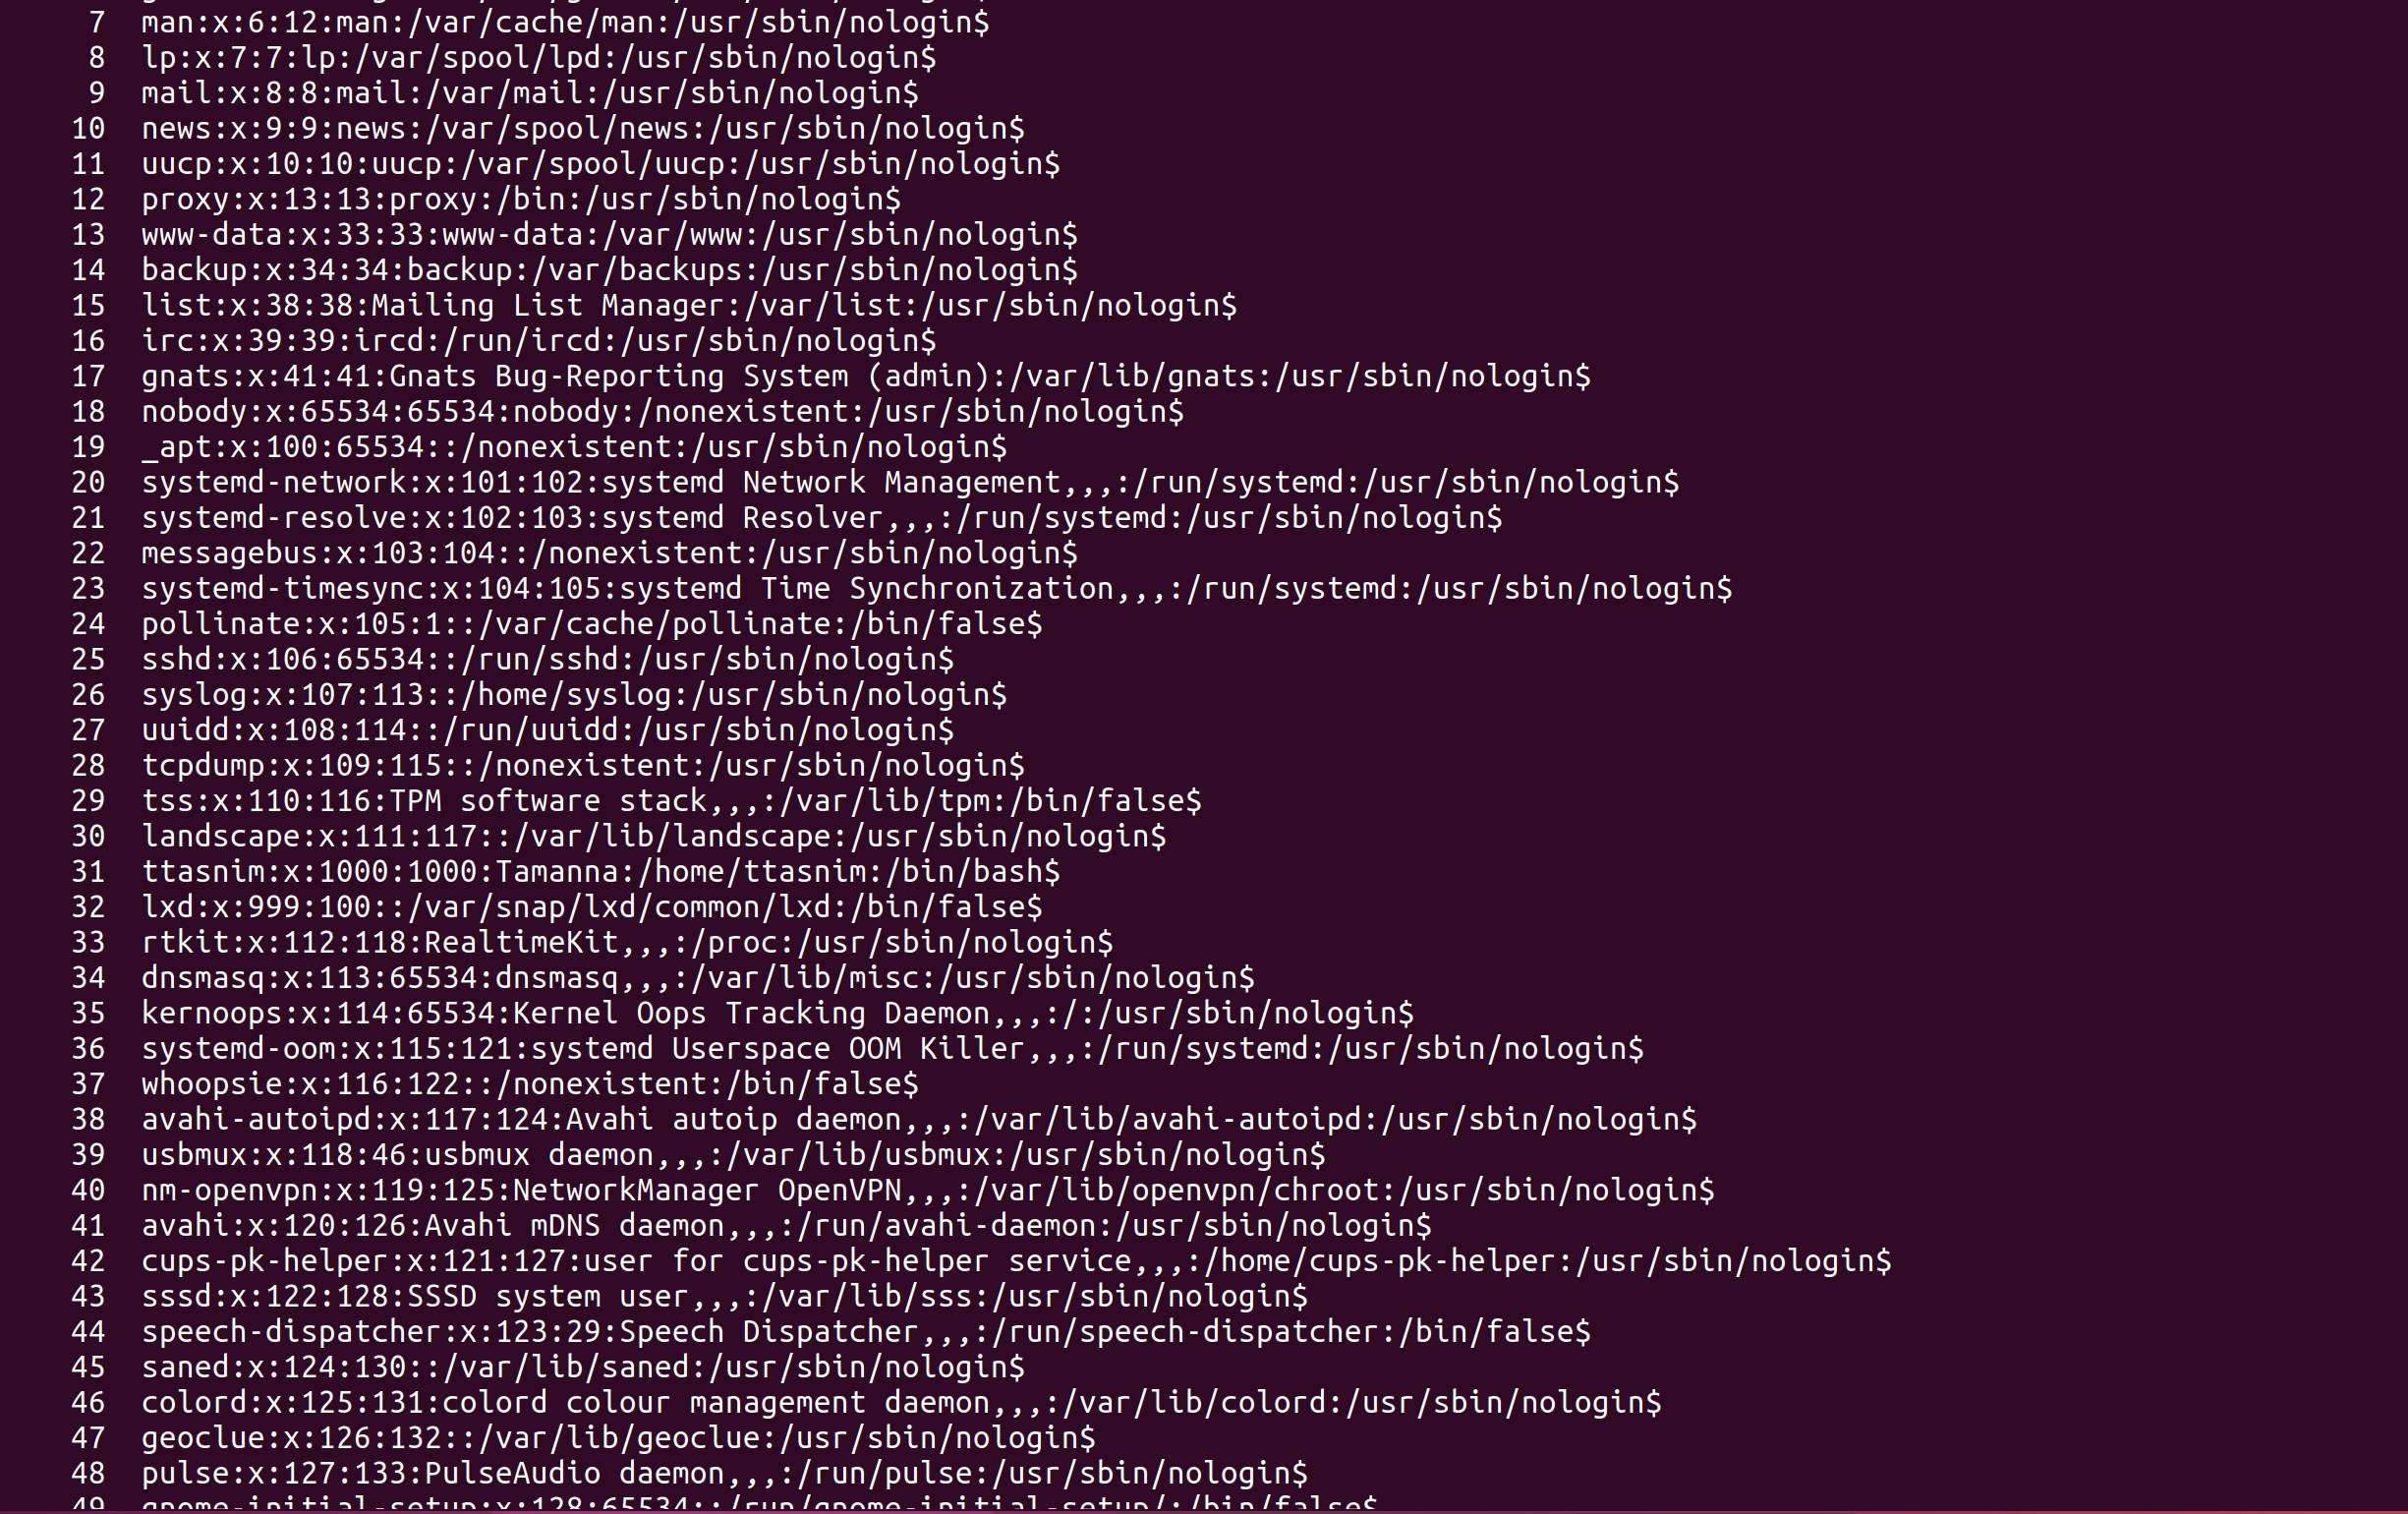 7 man:x:6:12:man:/var/cache/man:/usr/sbin/nologin$
8 lp:x:7:7:lp:/var/spool/lpd:/usr/sbin/nologin$
9 mail:x:8:8:mail:/var/mail:/usr/sbin/nologin$
10 news:x:9:9:news:/var/spool/news:/usr/sbin/nologin$
11 uucp:x:10:10:uucp:/var/spool/uucp:/usr/sbin/nologin$
12 proxy:x:13:13:proxy:/bin:/usr/sbin/nologin$
13 www-data:x:33:33:www-data:/var/www:/usr/sbin/nologin$
14 backup:x:34:34:backup:/var/backups:/usr/sbin/nologin$
15 list:x:38:38:Mailing List Manager:/var/list:/usr/sbin/nologin$
16 irc:x:39:39:ircd:/run/ircd:/usr/sbin/nologin$
17 gnats:x:41:41:Gnats Bug-Reporting System (admin):/var/lib/gnats:/usr/sbin/nologin$
18 nobody:x:65534:65534:nobody:/nonexistent:/usr/sbin/nologin$
19 _apt:x:100:65534::/nonexistent:/usr/sbin/nologin$
20 systemd-network:x:101:102:systemd Network Management,,,:/run/systemd:/usr/sbin/nologin$
21 systemd-resolve:x:102:103:systemd Resolver,,,:/run/systemd:/usr/sbin/nologin$
22 messagebus:x:103:104::/nonexistent:/usr/sbin/nologin$
23 systemd-timesync:x:104:105:systemd Time Synchronization,,,:/run/systemd:/usr/sbin/nologin$
24 pollinate:x:105:1::/var/cache/pollinate:/bin/false$
25 sshd:x:106:65534::/run/sshd:/usr/sbin/nologin$
26 syslog:x:107:113::/home/syslog:/usr/sbin/nologin$
27 uuidd:x:108:114::/run/uuidd:/usr/sbin/nologin$
28 tcpdump:x:109:115::/nonexistent:/usr/sbin/nologin$
29 tss:x:110:116:TPM software stack,,,:/var/lib/tpm:/bin/false$
30 landscape:x:111:117::/var/lib/landscape:/usr/sbin/nologin$
31 ttasnim:x:1000:1000:Tamanna:/home/ttasnim:/bin/bash$
32 lxd:x:999:100::/var/snap/lxd/common/lxd:/bin/false$
33 rtkit:x:112:118:RealtimeKit,,,:/proc:/usr/sbin/nologin$
34 dnsmasq:x:113:65534:dnsmasq,,,:/var/lib/misc:/usr/sbin/nologin$
35 kernoops:x:114:65534:Kernel Oops Tracking Daemon,,,:/:/usr/sbin/nologin$
36 systemd-oom:x:115:121:systemd Userspace OOM Killer,,,:/run/systemd:/usr/sbin/nologin$
37 whoopsie:x:116:122::/nonexistent:/bin/false$
38 avahi-autoipd:x:117:124:Avahi autoip daemon,,,:/var/lib/avahi-autoipd:/usr/sbin/nologin$
39 usbmux:x:118:46:usbmux daemon,,,:/var/lib/usbmux:/usr/sbin/nologin$
40 nm-openvpn:x:119:125:NetworkManager OpenVPN,,,:/var/lib/openvpn/chroot:/usr/sbin/nologin$
41 avahi:x:120:126:Avahi mDNS daemon,,,:/run/avahi-daemon:/usr/sbin/nologin$
42 cups-pk-helper:x:121:127:user for cups-pk-helper service,,,:/home/cups-pk-helper:/usr/sbin/nologin$
43 sssd:x:122:128:SSSD system user,,,:/var/lib/sss:/usr/sbin/nologin$
44 speech-dispatcher:x:123:29:Speech Dispatcher,,,:/run/speech-dispatcher:/bin/false$
45 saned:x:124:130::/var/lib/saned:/usr/sbin/nologin$
46 colord:x:125:131:colord colour management daemon,,,:/var/lib/colord:/usr/sbin/nologin$
47 geoclue:x:126:132::/var/lib/geoclue:/usr/sbin/nologin$
48 pulse:x:127:133:PulseAudio daemon,,,:/run/pulse:/usr/sbin/nologin$
49 gnome-initial-setup:x:128:65534::/run/gnome-initial-setup/:/bin/false$